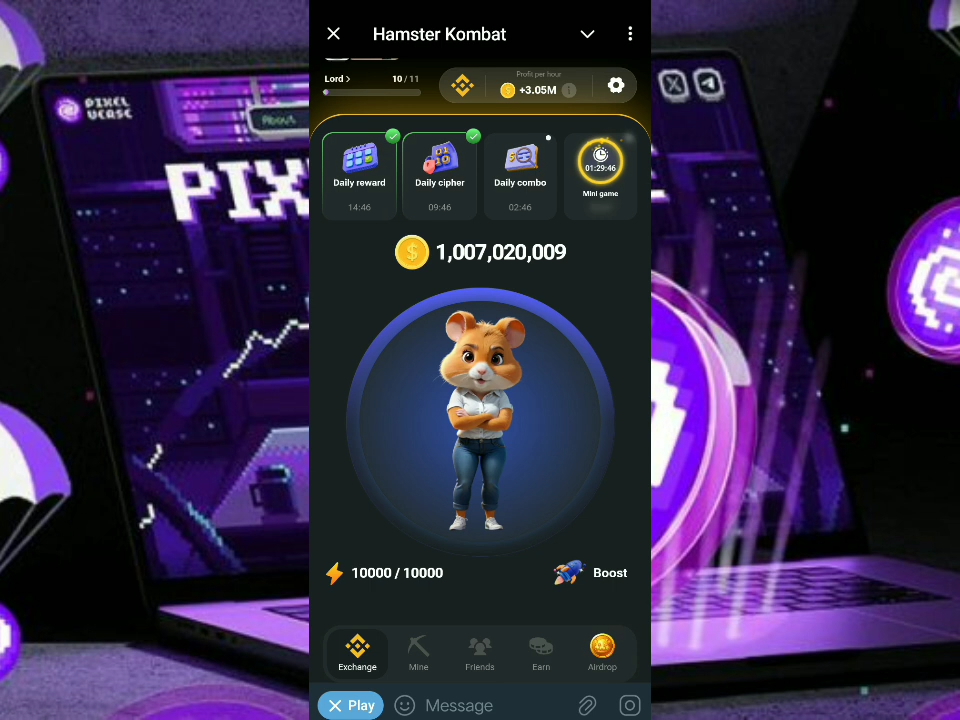 Hamster Kombat
Lord >
10 / 11
Profit per hour
+3.05M
Daily reward
14:46
Daily cipher
09:46
Daily combo
02:46
01:29:46
Mini game
1,007,020,009
10000 / 10000
Boost
Exchange
Mine
Friends
Earn
Airdrop
Play
Message
PIXEL
VERSE
About
PIX